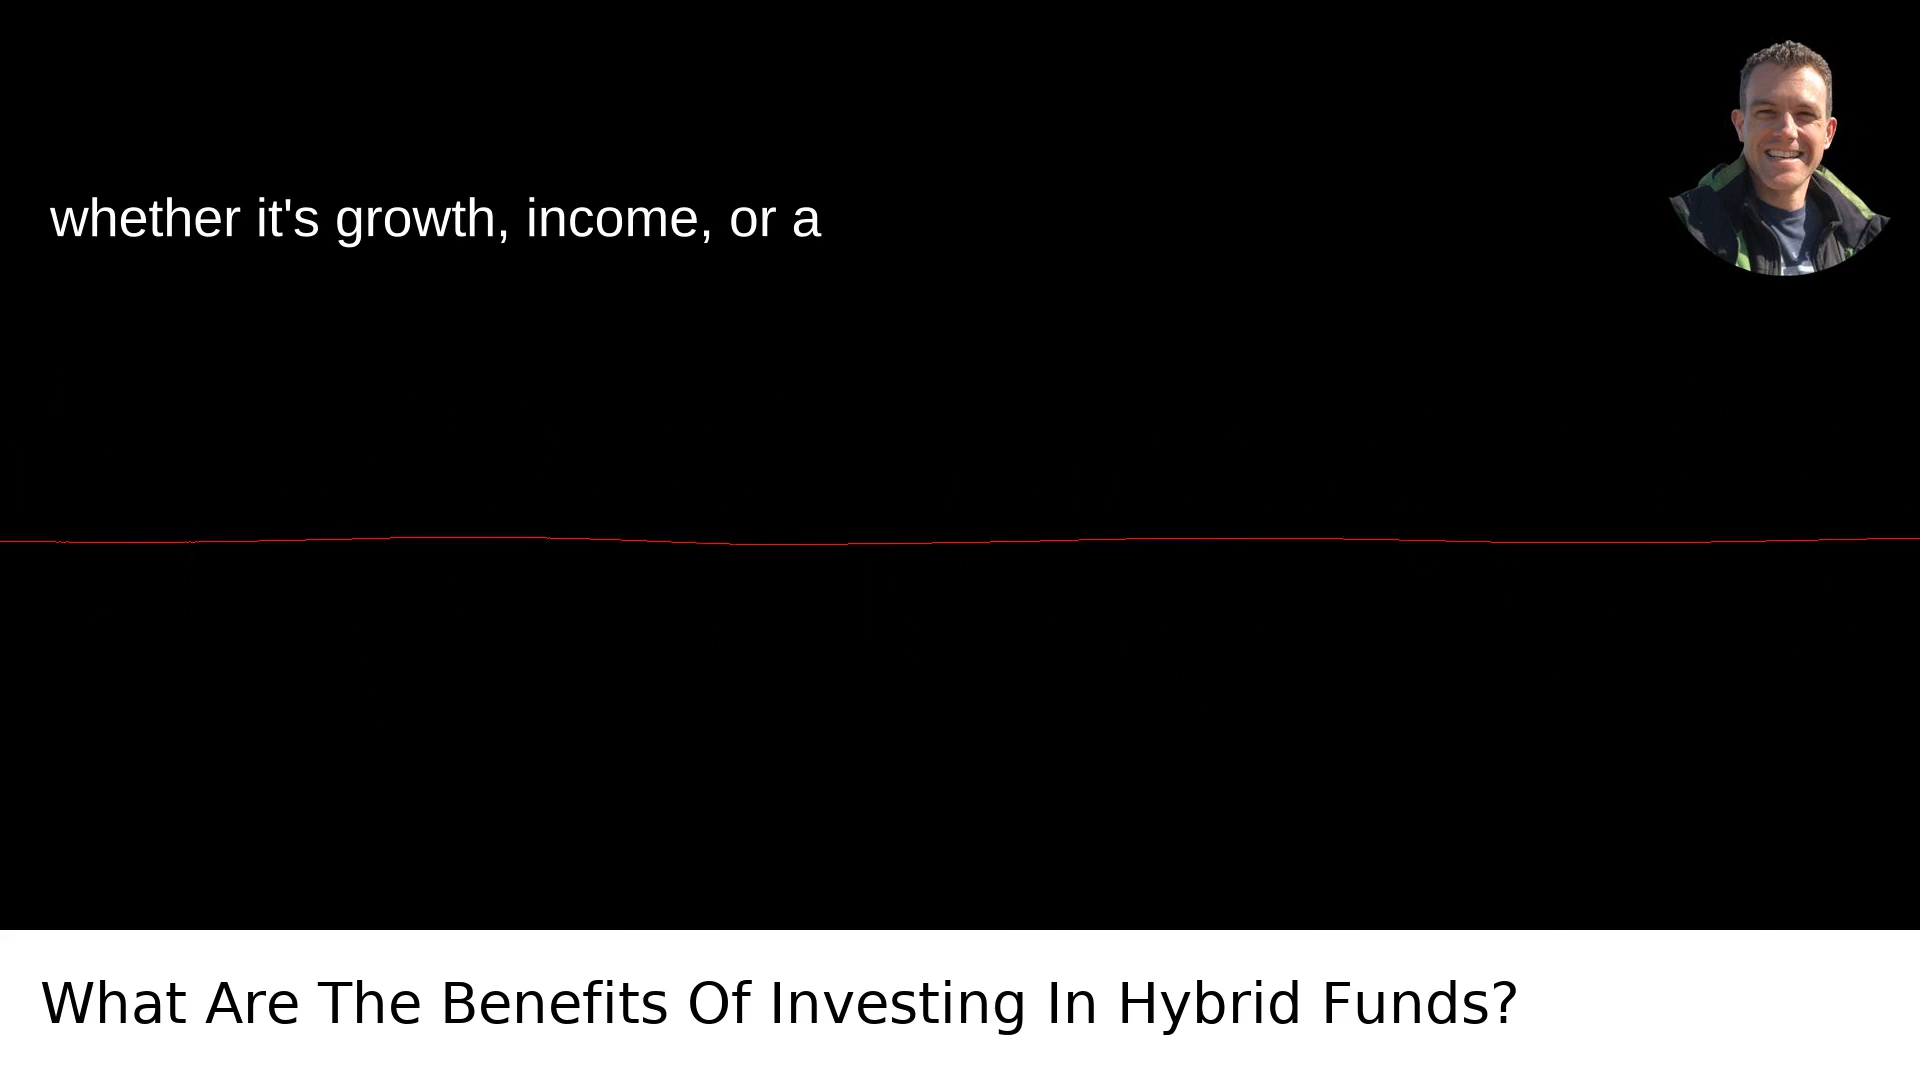 whether it's growth, income, or a
What Are The Benefits Of Investing In Hybrid Funds?